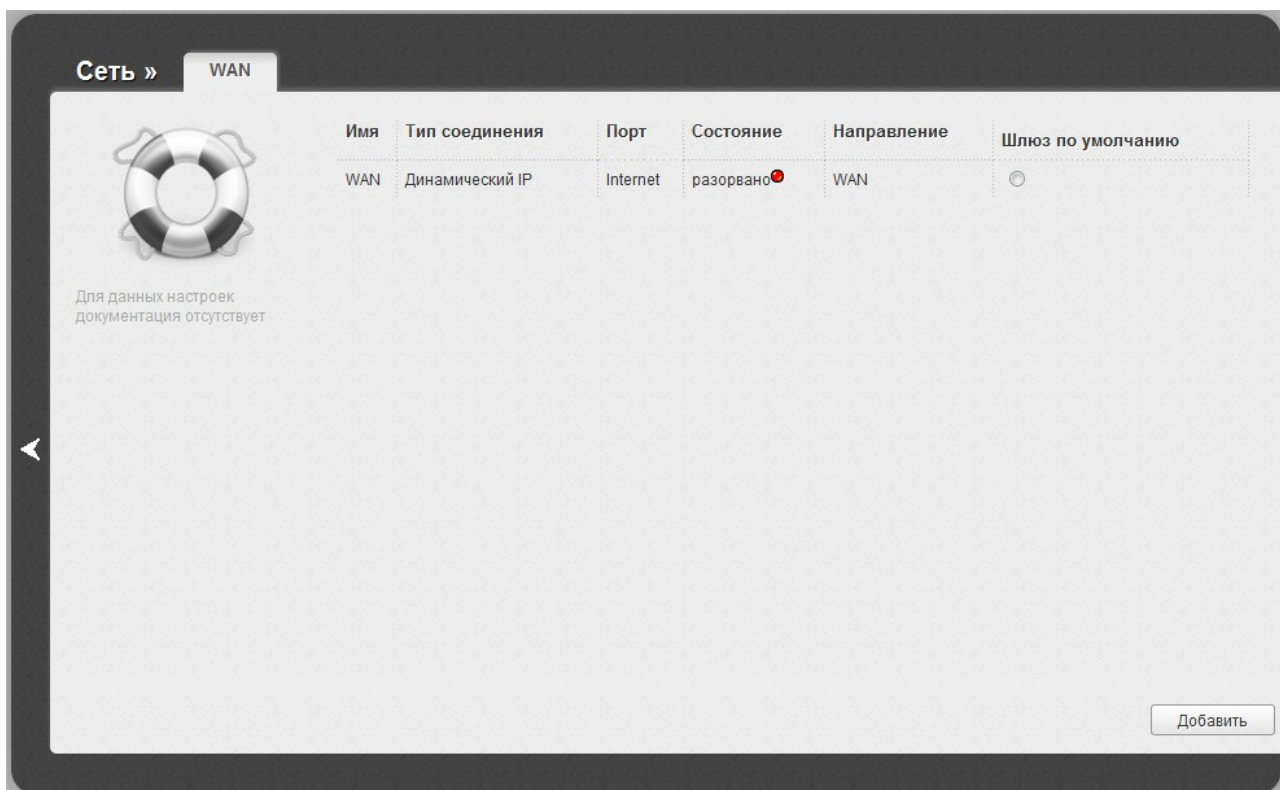 Сеть »
WAN
Имя Тип соединения Порт Состояние Направление Шлюз по умолчанию
WAN Динамический IP Internet разорвано WAN
Для данных настроек
документация отсутствует
Добавить